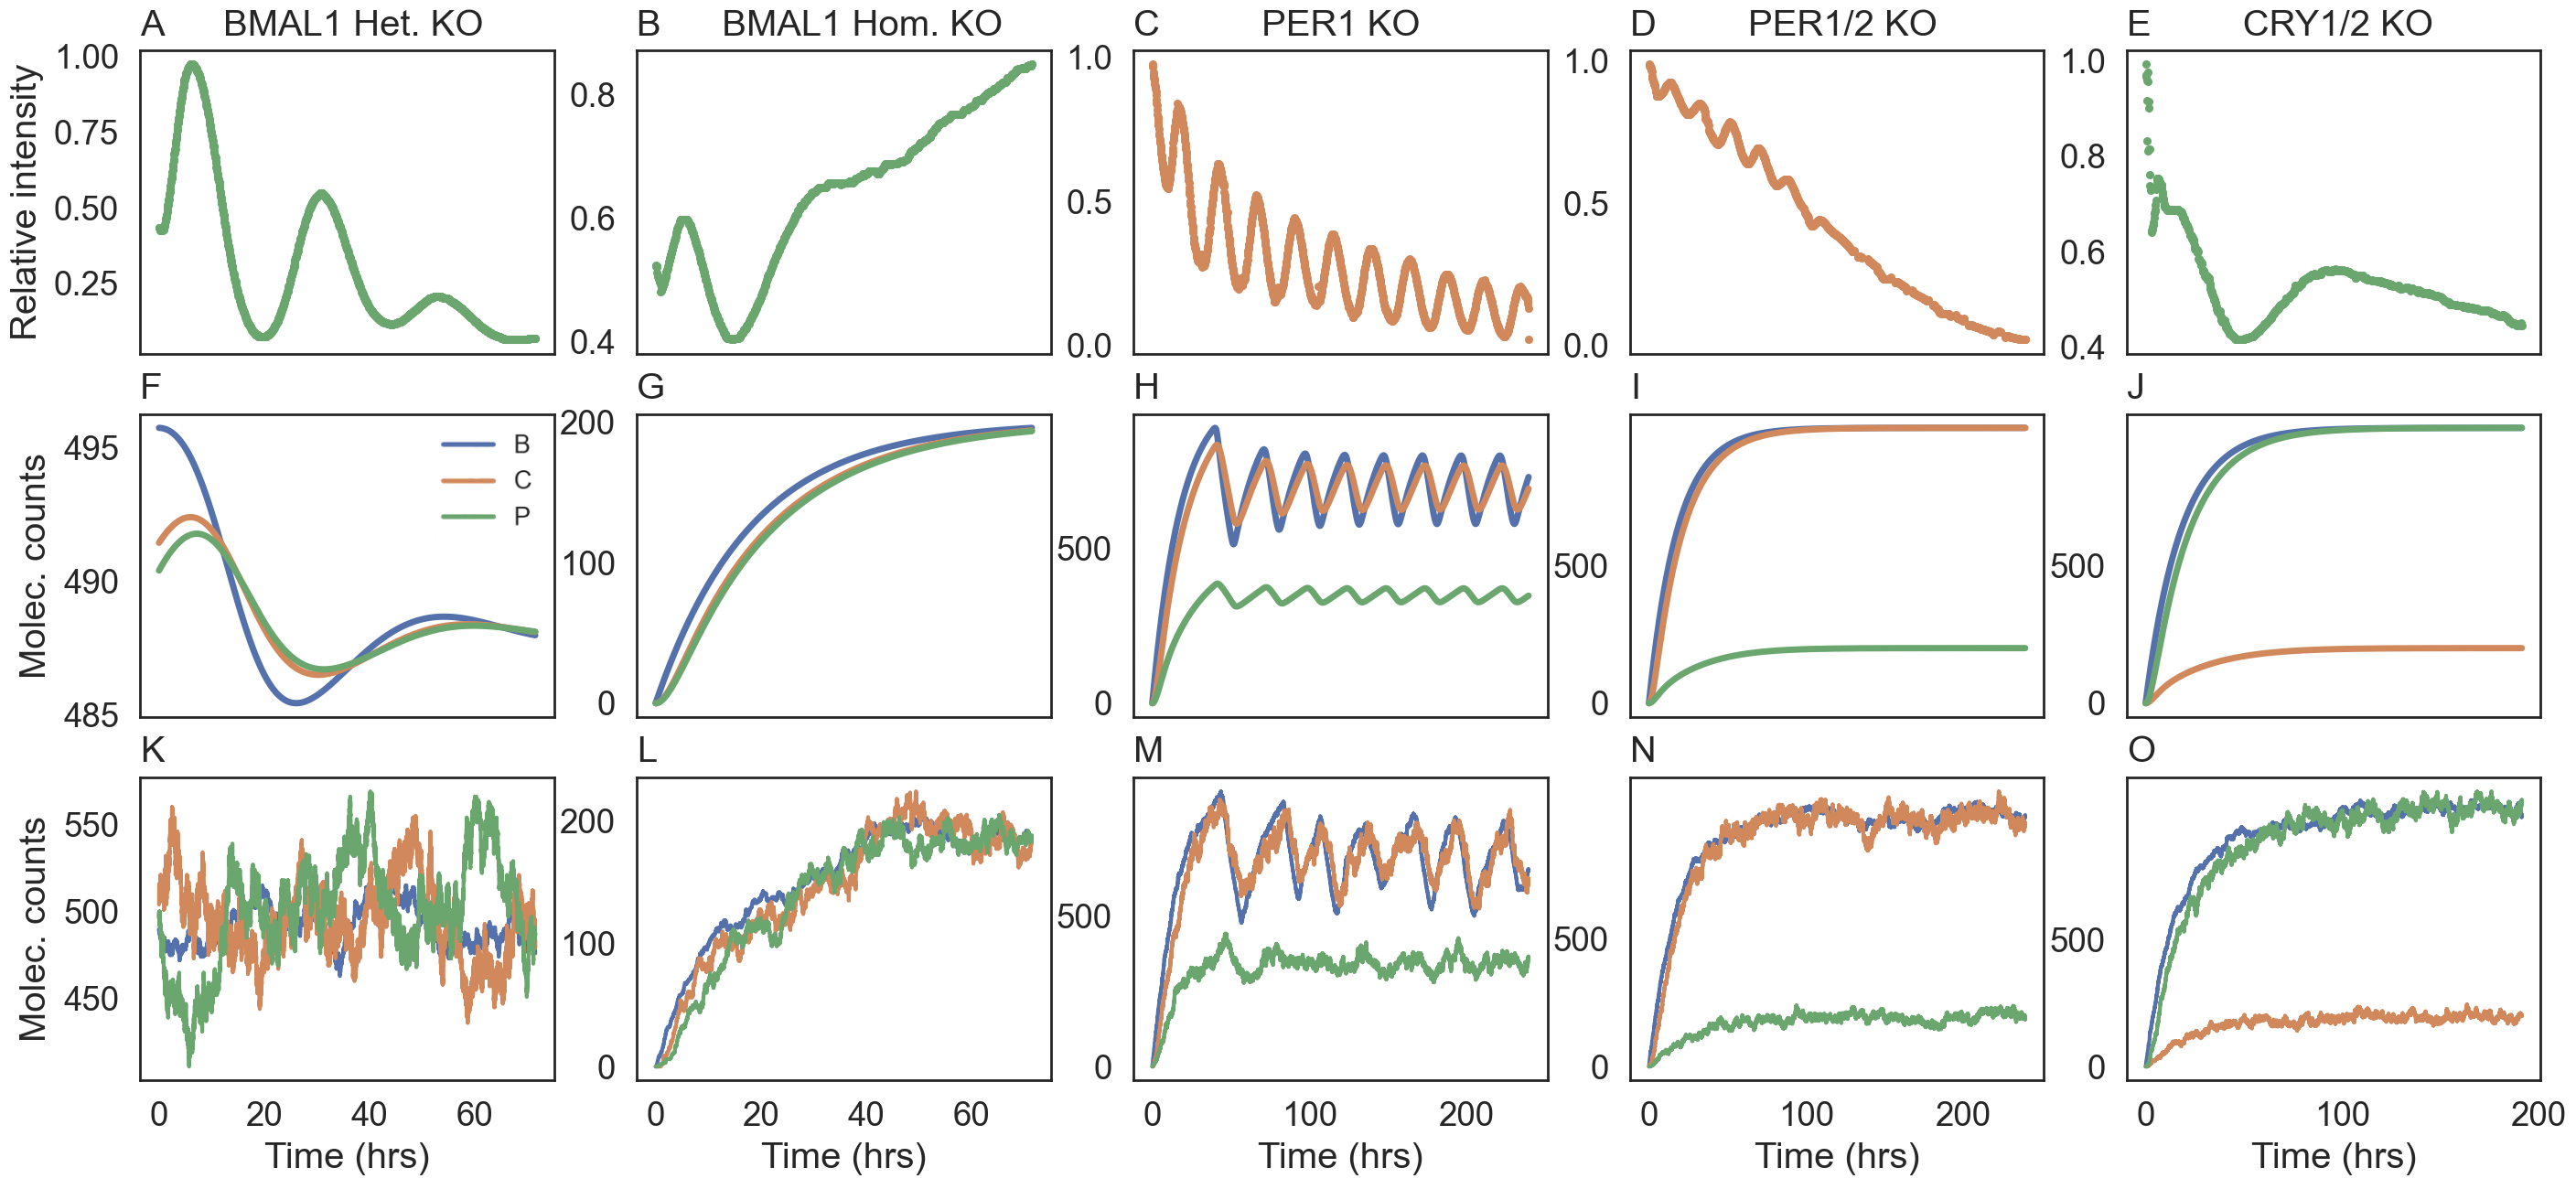 A BMAL1 Het. KO
B BMAL1 Hom. KO
C PER1 KO
D PER1/2 KO
E CRY1/2 KO
Relative intensity
1.00
0.75
0.50
0.25
0.8
0.6
0.4
1.0
0.5
0.0
1.0
0.5
0.0
1.0
0.8
0.6
0.4
F
G
H
I
J
Molec. counts
495
490
485
B
C
P
200
100
0
500
0
500
0
500
0
K
L
M
N
O
Molec. counts
550
500
450
200
100
0
500
0
500
0
500
0
0 20 40 60
0 20 40 60
0 100 200
0 100 200
0 100 200
Time (hrs)
Time (hrs)
Time (hrs)
Time (hrs)
Time (hrs)